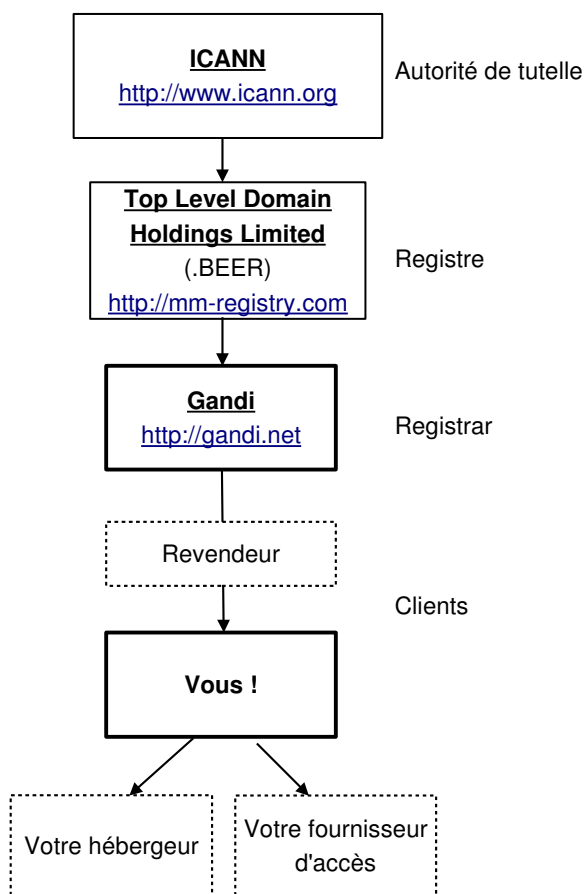 ICANN
http://www.icann.org
Autorité de tutelle
Top Level Domain
Holdings Limited
(.BEER)
http://mm-registry.com
Registre
Gandi
http://gandi.net
Registrar
Revendeur
Clients
Vous !
Votre hébergeur
Votre fournisseur
d'accès